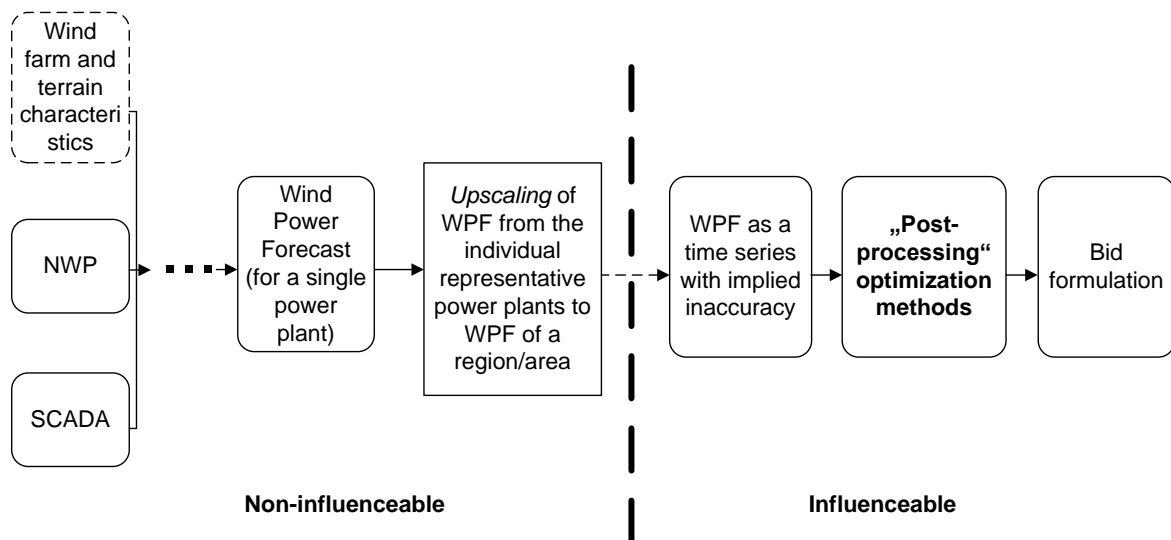 Wind
farm and
terrain
characteri
stics
NWP
SCADA
Wind
Power
Forecast
(for a single
power
plant)
Upscaling of
WPF from the
individual
representative
power plants to
WPF of a
region/area
WPF as a
time series
with implied
inaccuracy
„Post-
processing“
optimization
methods
Bid
formulation
Non-influenceable
Influenceable